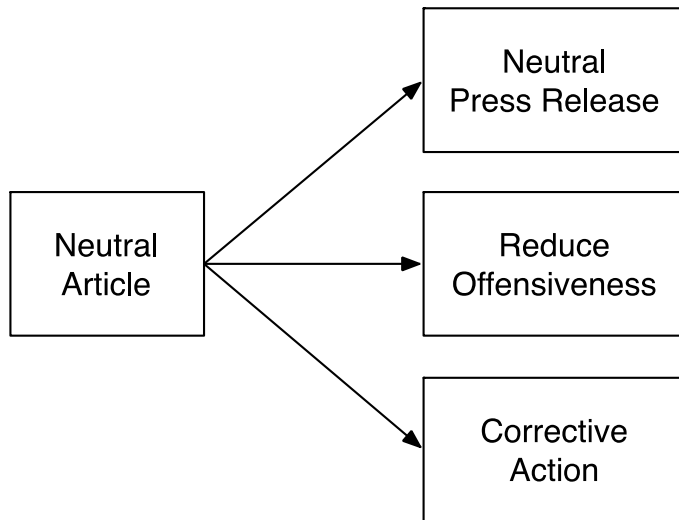 Neutral
Press Release
Neutral
Article
Reduce
Offensiveness
Corrective
Action